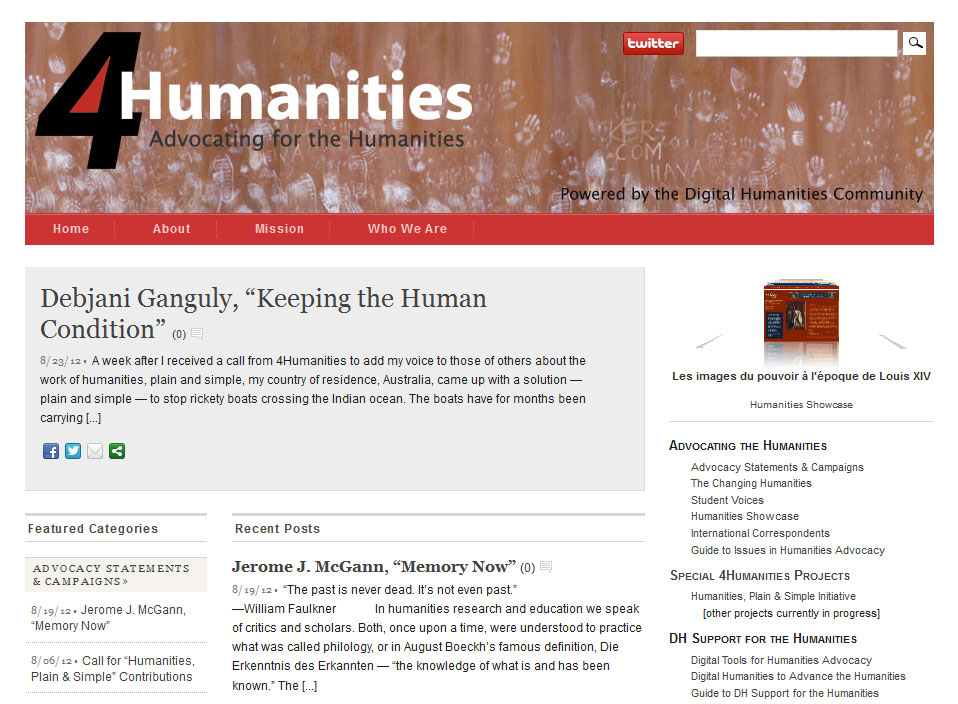 twitter
4Humanities
Advocating for the Humanities
KERS
COM
HAVA
Powered by the Digital Humanities Community
Home About Mission Who We Are
Debjani Ganguly, “Keeping the Human
Condition” (0)
8/23/12 • A week after I received a call from 4Humanities to add my voice to those of others about the
work of humanities, plain and simple, my country of residence, Australia, came up with a solution —
plain and simple — to stop rickety boats crossing the Indian ocean. The boats have for months been
carrying [...]
Featured Categories
ADVOCACY STATEMENTS
& CAMPAIGNS »
8/19/12 • Jerome J. McGann,
“Memory Now”
8/06/12 • Call for “Humanities,
Plain & Simple” Contributions
Recent Posts
Jerome J. McGann, “Memory Now” (0)
8/19/12 • “The past is never dead. It’s not even past.”
—William Faulkner In humanities research and education we speak
of critics and scholars. Both, once upon a time, were understood to practice
what was called philology, or in August Boeckh’s famous definition, Die
Erkenntnis des Erkannten — “the knowledge of what is and has been
known.” The [...]
Les images du pouvoir à l'époque de Louis XIV
Humanities Showcase
Advocating the Humanities
Advocacy Statements & Campaigns
The Changing Humanities
Student Voices
Humanities Showcase
International Correspondents
Guide to Issues in Humanities Advocacy
Special 4Humanities Projects
Humanities, Plain & Simple Initiative
[other projects currently in progress]
DH Support for the Humanities
Digital Tools for Humanities Advocacy
Digital Humanities to Advance the Humanities
Guide to DH Support for the Humanities